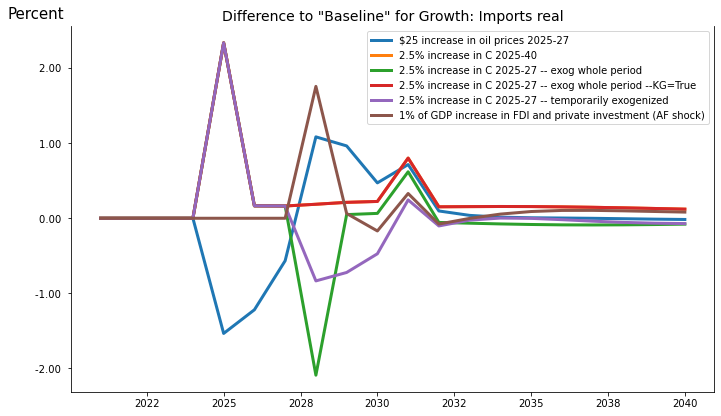 Percent
Difference to "Baseline" for Growth: Imports real
$25 increase in oil prices 2025-27
2.5% increase in C 2025-40
2.5% increase in C 2025-27 -- exog whole period
2.5% increase in C 2025-27 -- exog whole period --KG=True
2.5% increase in C 2025-27 -- temporarily exogenized
1% of GDP increase in FDI and private investment (AF shock)
2.00
1.00
0.00
-1.00
-2.00
2022 2025 2028 2030 2032 2035 2038 2040